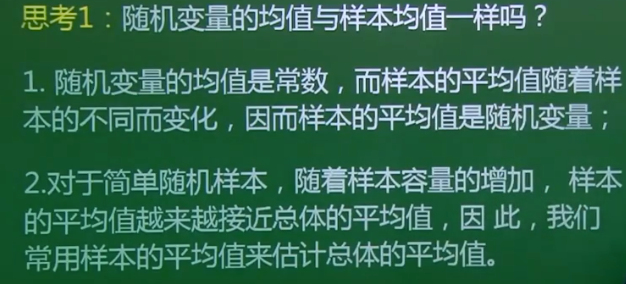 思考1：随机变量的均值与样本均值一样吗？
1. 随机变量的均值是常数，而样本的平均值随着样
本的不同而变化，因而样本的平均值是随机变量；
2.对于简单随机样本，随着样本容量的增加， 样本
的平均值越来越接近总体的平均值，因 此，我们
常用样本的平均值来估计总体的平均值。